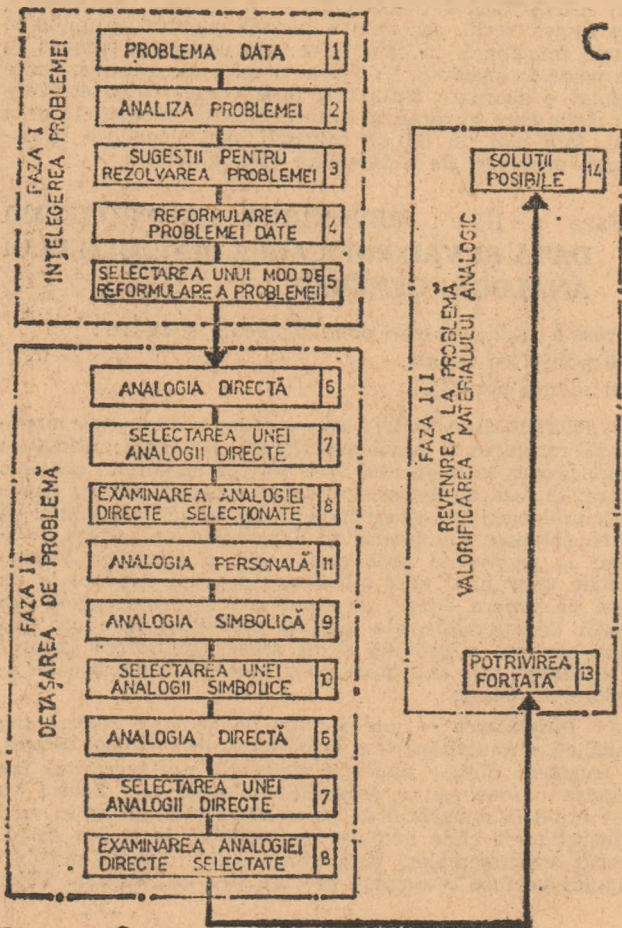 C
FAZA I
INȚELEGEREA PROBLEMEI
PROBLEMA DATA 1
ANALIZA PROBLEMEI 2
SUGESTII PENTRU
REZOLVAREA PROBLEMEI 3
REFORMULAREA
PROBLEMEI DATE 4
SELECTAREA UNUI MOD DE
REFORMULARE A PROBLEMEI 5
FAZA II
DETAȘAREA DE PROBLEMĂ
ANALOGIA DIRECTĂ 6
SELECTAREA UNEI
ANALOGII DIRECTE 7
EXAMINAREA ANALOGIEI
DIRECTE SELECȚIONATE 8
ANALOGIA PERSONALĂ 11
ANALOGIA SIMBOLICĂ 9
SELECTAREA UNEI
ANALOGII SIMBOLICE 10
ANALOGIA DIRECTĂ 6
SELECTAREA UNEI
ANALOGII DIRECTE 7
EXAMINAREA ANALOGIEI
DIRECTE SELECTATE 8
FAZA III
REVENIREA LA PROBLEMĂ
VALORIFICAREA MATERIALULUI ANALOGIC
SOLUȚII
POSIBILE 14
POTRIVIREA
FORȚATĂ 13